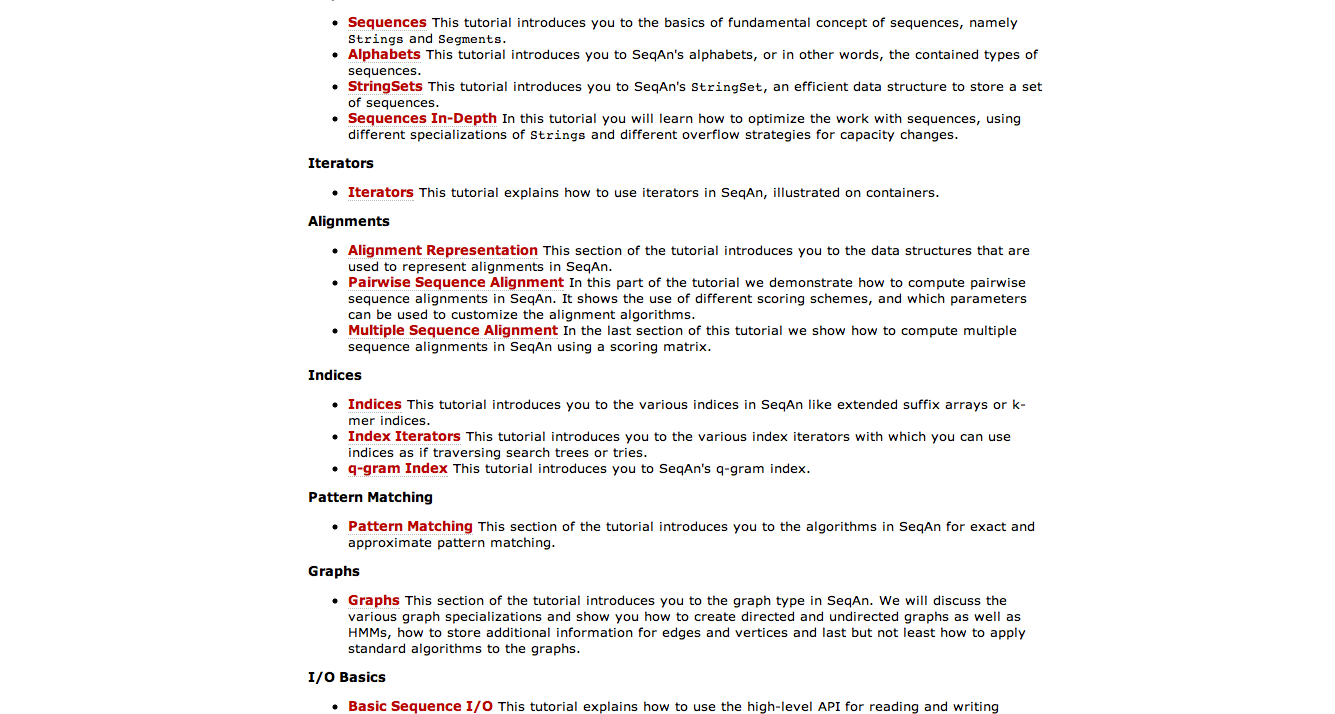 Sequences This tutorial introduces you to the basics of fundamental concept of sequences, namely
Strings and Segments.
Alphabets This tutorial introduces you to SeqAn's alphabets, or in other words, the contained types of
sequences.
StringSets This tutorial introduces you to SeqAn's StringSet, an efficient data structure to store a set
of sequences.
Sequences In-Depth In this tutorial you will learn how to optimize the work with sequences, using
different specializations of Strings and different overflow strategies for capacity changes.
Iterators
Iterators This tutorial explains how to use iterators in SeqAn, illustrated on containers.
Alignments
Alignment Representation This section of the tutorial introduces you to the data structures that are
used to represent alignments in SeqAn.
Pairwise Sequence Alignment In this part of the tutorial we demonstrate how to compute pairwise
sequence alignments in SeqAn. It shows the use of different scoring schemes, and which parameters
can be used to customize the alignment algorithms.
Multiple Sequence Alignment In the last section of this tutorial we show how to compute multiple
sequence alignments in SeqAn using a scoring matrix.
Indices
Indices This tutorial introduces you to the various indices in SeqAn like extended suffix arrays or k-
mer indices.
Index Iterators This tutorial introduces you to the various index iterators with which you can use
indices as if traversing search trees or tries.
q-gram Index This tutorial introduces you to SeqAn's q-gram index.
Pattern Matching
Pattern Matching This section of the tutorial introduces you to the algorithms in SeqAn for exact and
approximate pattern matching.
Graphs
Graphs This section of the tutorial introduces you to the graph type in SeqAn. We will discuss the
various graph specializations and show you how to create directed and undirected graphs as well as
HMMs, how to store additional information for edges and vertices and last but not least how to apply
standard algorithms to the graphs.
I/O Basics
Basic Sequence I/O This tutorial explains how to use the high-level API for reading and writing